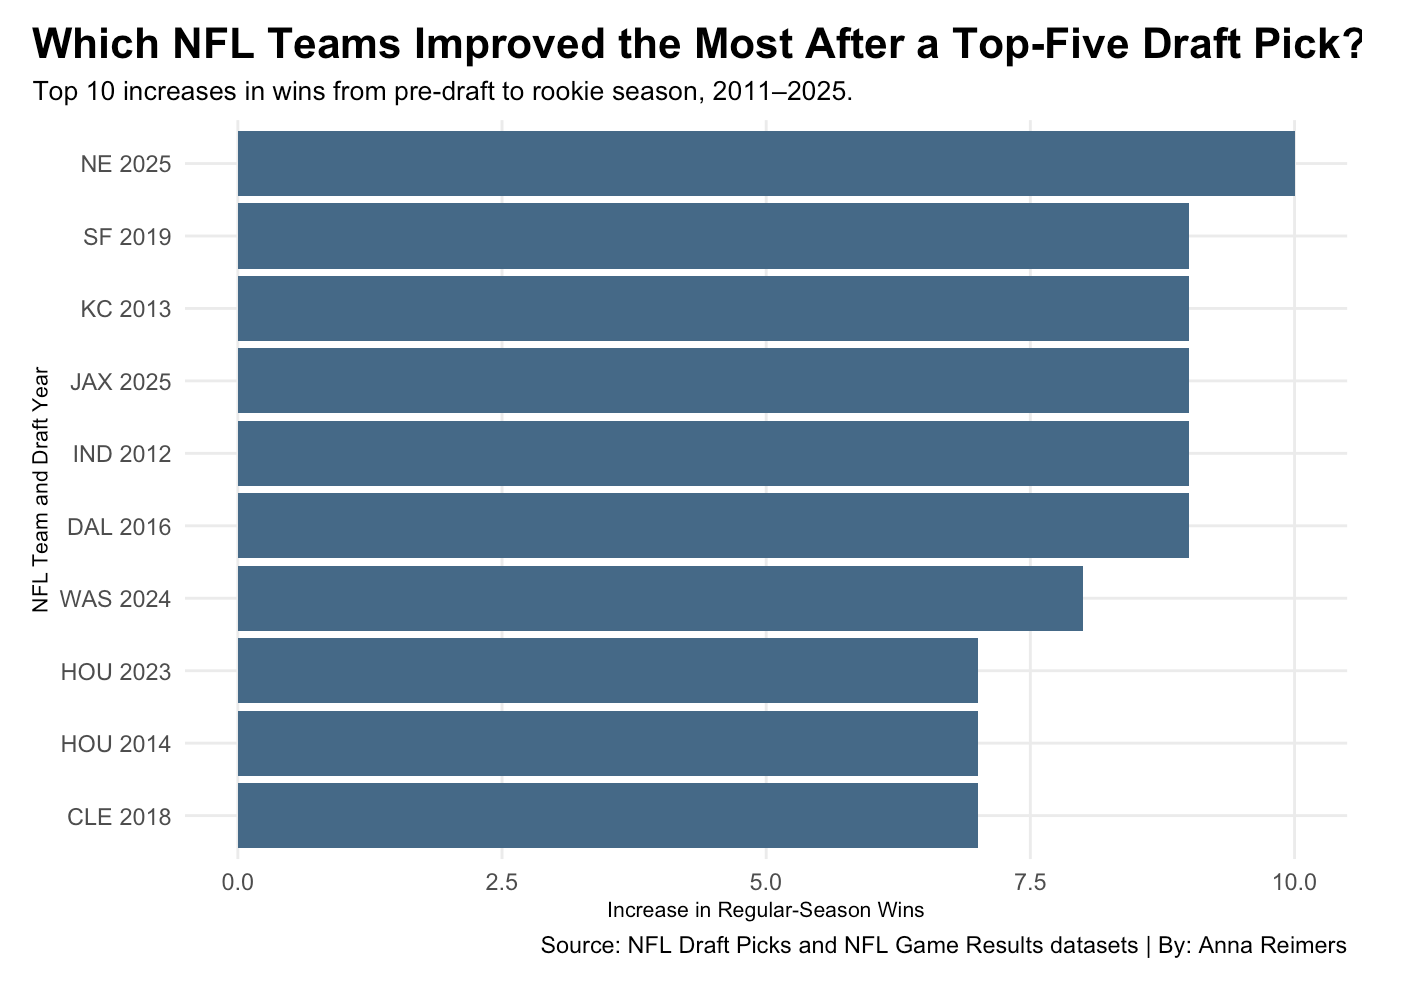 Which NFL Teams Improved the Most After a Top-Five Draft Pick?
Top 10 increases in wins from pre-draft to rookie season, 2011–2025.
NFL Team and Draft Year
NE 2025
SF 2019
KC 2013
JAX 2025
IND 2012
DAL 2016
WAS 2024
HOU 2023
HOU 2014
CLE 2018
0.0 2.5 5.0 7.5 10.0
Increase in Regular-Season Wins
Source: NFL Draft Picks and NFL Game Results datasets | By: Anna Reimers